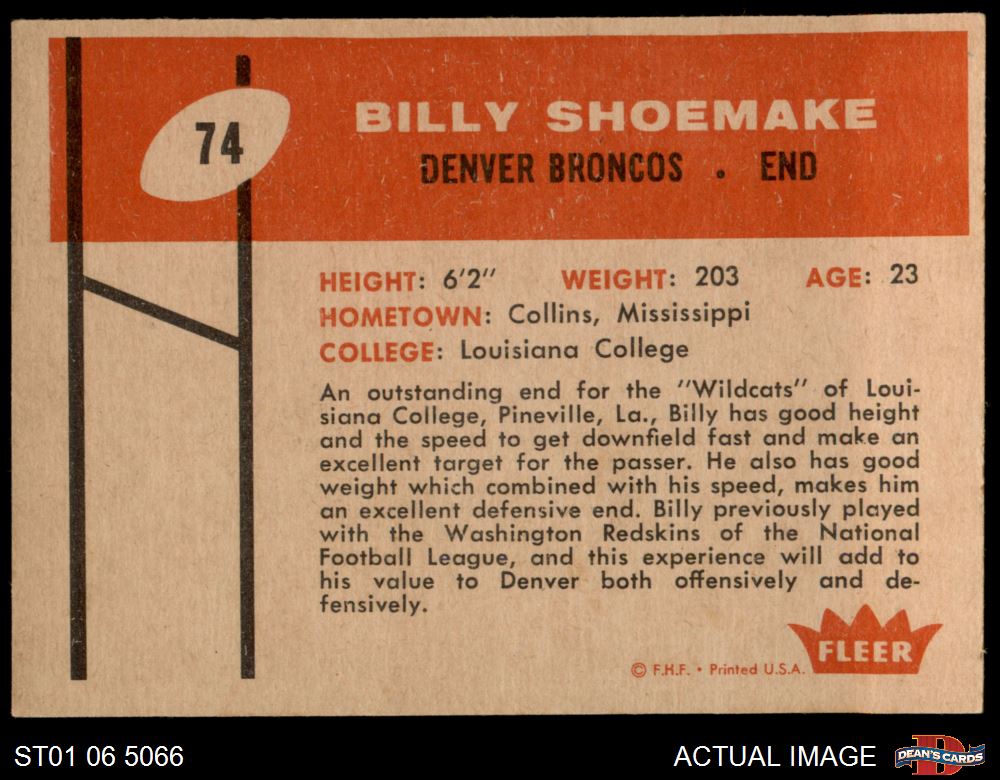 74
BILLY SHOEMAKE
DENVER BRONCOS . END
HEIGHT: 6'2" WEIGHT: 203 AGE: 23
HOMETOWN: Collins, Mississippi
COLLEGE: Louisiana College
An outstanding end for the "Wildcats" of Loui-
siana College, Pineville, La., Billy has good height
and the speed to get downfield fast and make an
excellent target for the passer. He also has good
weight which combined with his speed, makes him
an excellent defensive end. Billy previously played
with the Washington Redskins of the National
Football League, and this experience will add to
his value to Denver both offensively and de-
fensively.
FLEER
© F.H.F. • Printed U.S.A.
ST01 06 5066 ACTUAL IMAGE DEAN'S CARDS